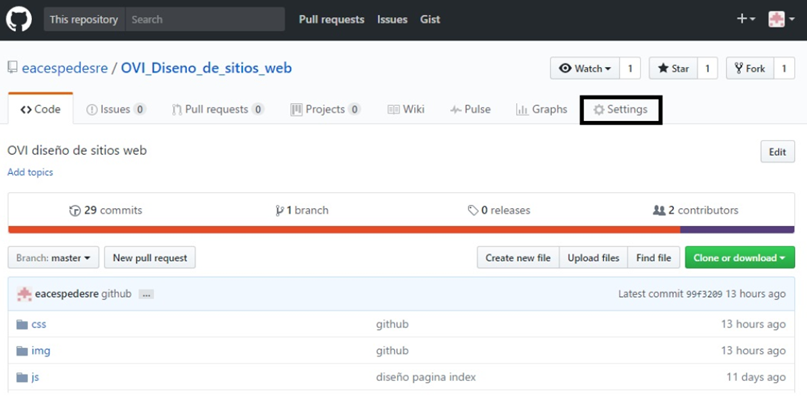 This repository Search Pull requests Issues Gist
eacespedesre / OVI_Diseno_de_sitios_web Watch 1 Star 1 Fork 1
Code Issues 0 Pull requests 0 Projects 0 Wiki Pulse Graphs Settings
OVI diseño de sitios web Edit
Add topics
29 commits 1 branch 0 releases 2 contributors
Branch: master New pull request Create new file Upload files Find file Clone or download
eacespedesre github ... Latest commit 99f3209 13 hours ago
css github 13 hours ago
img github 13 hours ago
js diseño pagina index 11 days ago